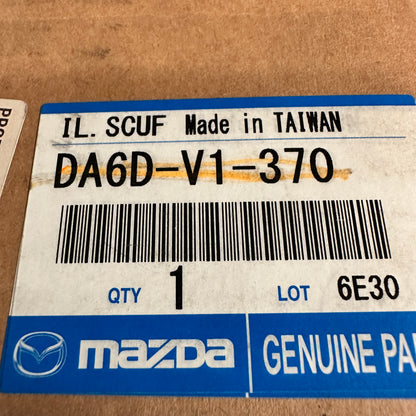 IL. SCUF Made in TAIWAN
DA6D-V1-370
QTY 1 LOT 6E30
mazda GENUINE PA